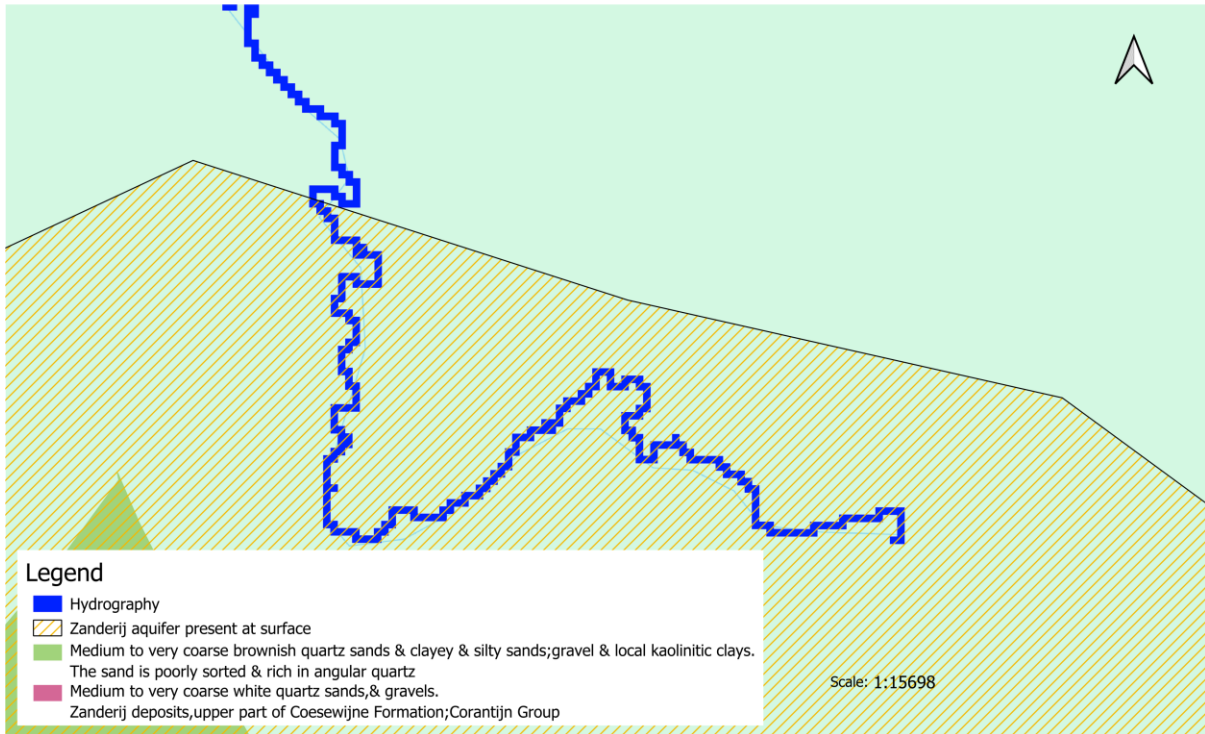 Legend
Hydrography
Zanderij aquifer present at surface
Medium to very coarse brownish quartz sands & clayey & silty sands;gravel & local kaolinitic clays.
The sand is poorly sorted & rich in angular quartz
Medium to very coarse white quartz sands,& gravels.
Zanderij deposits,upper part of Coesewijne Formation;Corantijn Group
Scale: 1:15698